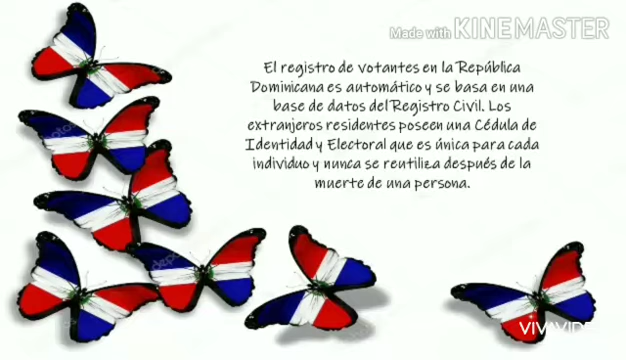 Made with KINEMASTER
El registro de votantes en la República
Dominicana es automático y se basa en una
base de datos del Registro Civil. Los
extranjeros residentes poseen una Cédula de
Identidad y Electoral que es única para cada
individuo y nunca se reutiliza después de la
muerte de una persona.
VIVAVIDEO